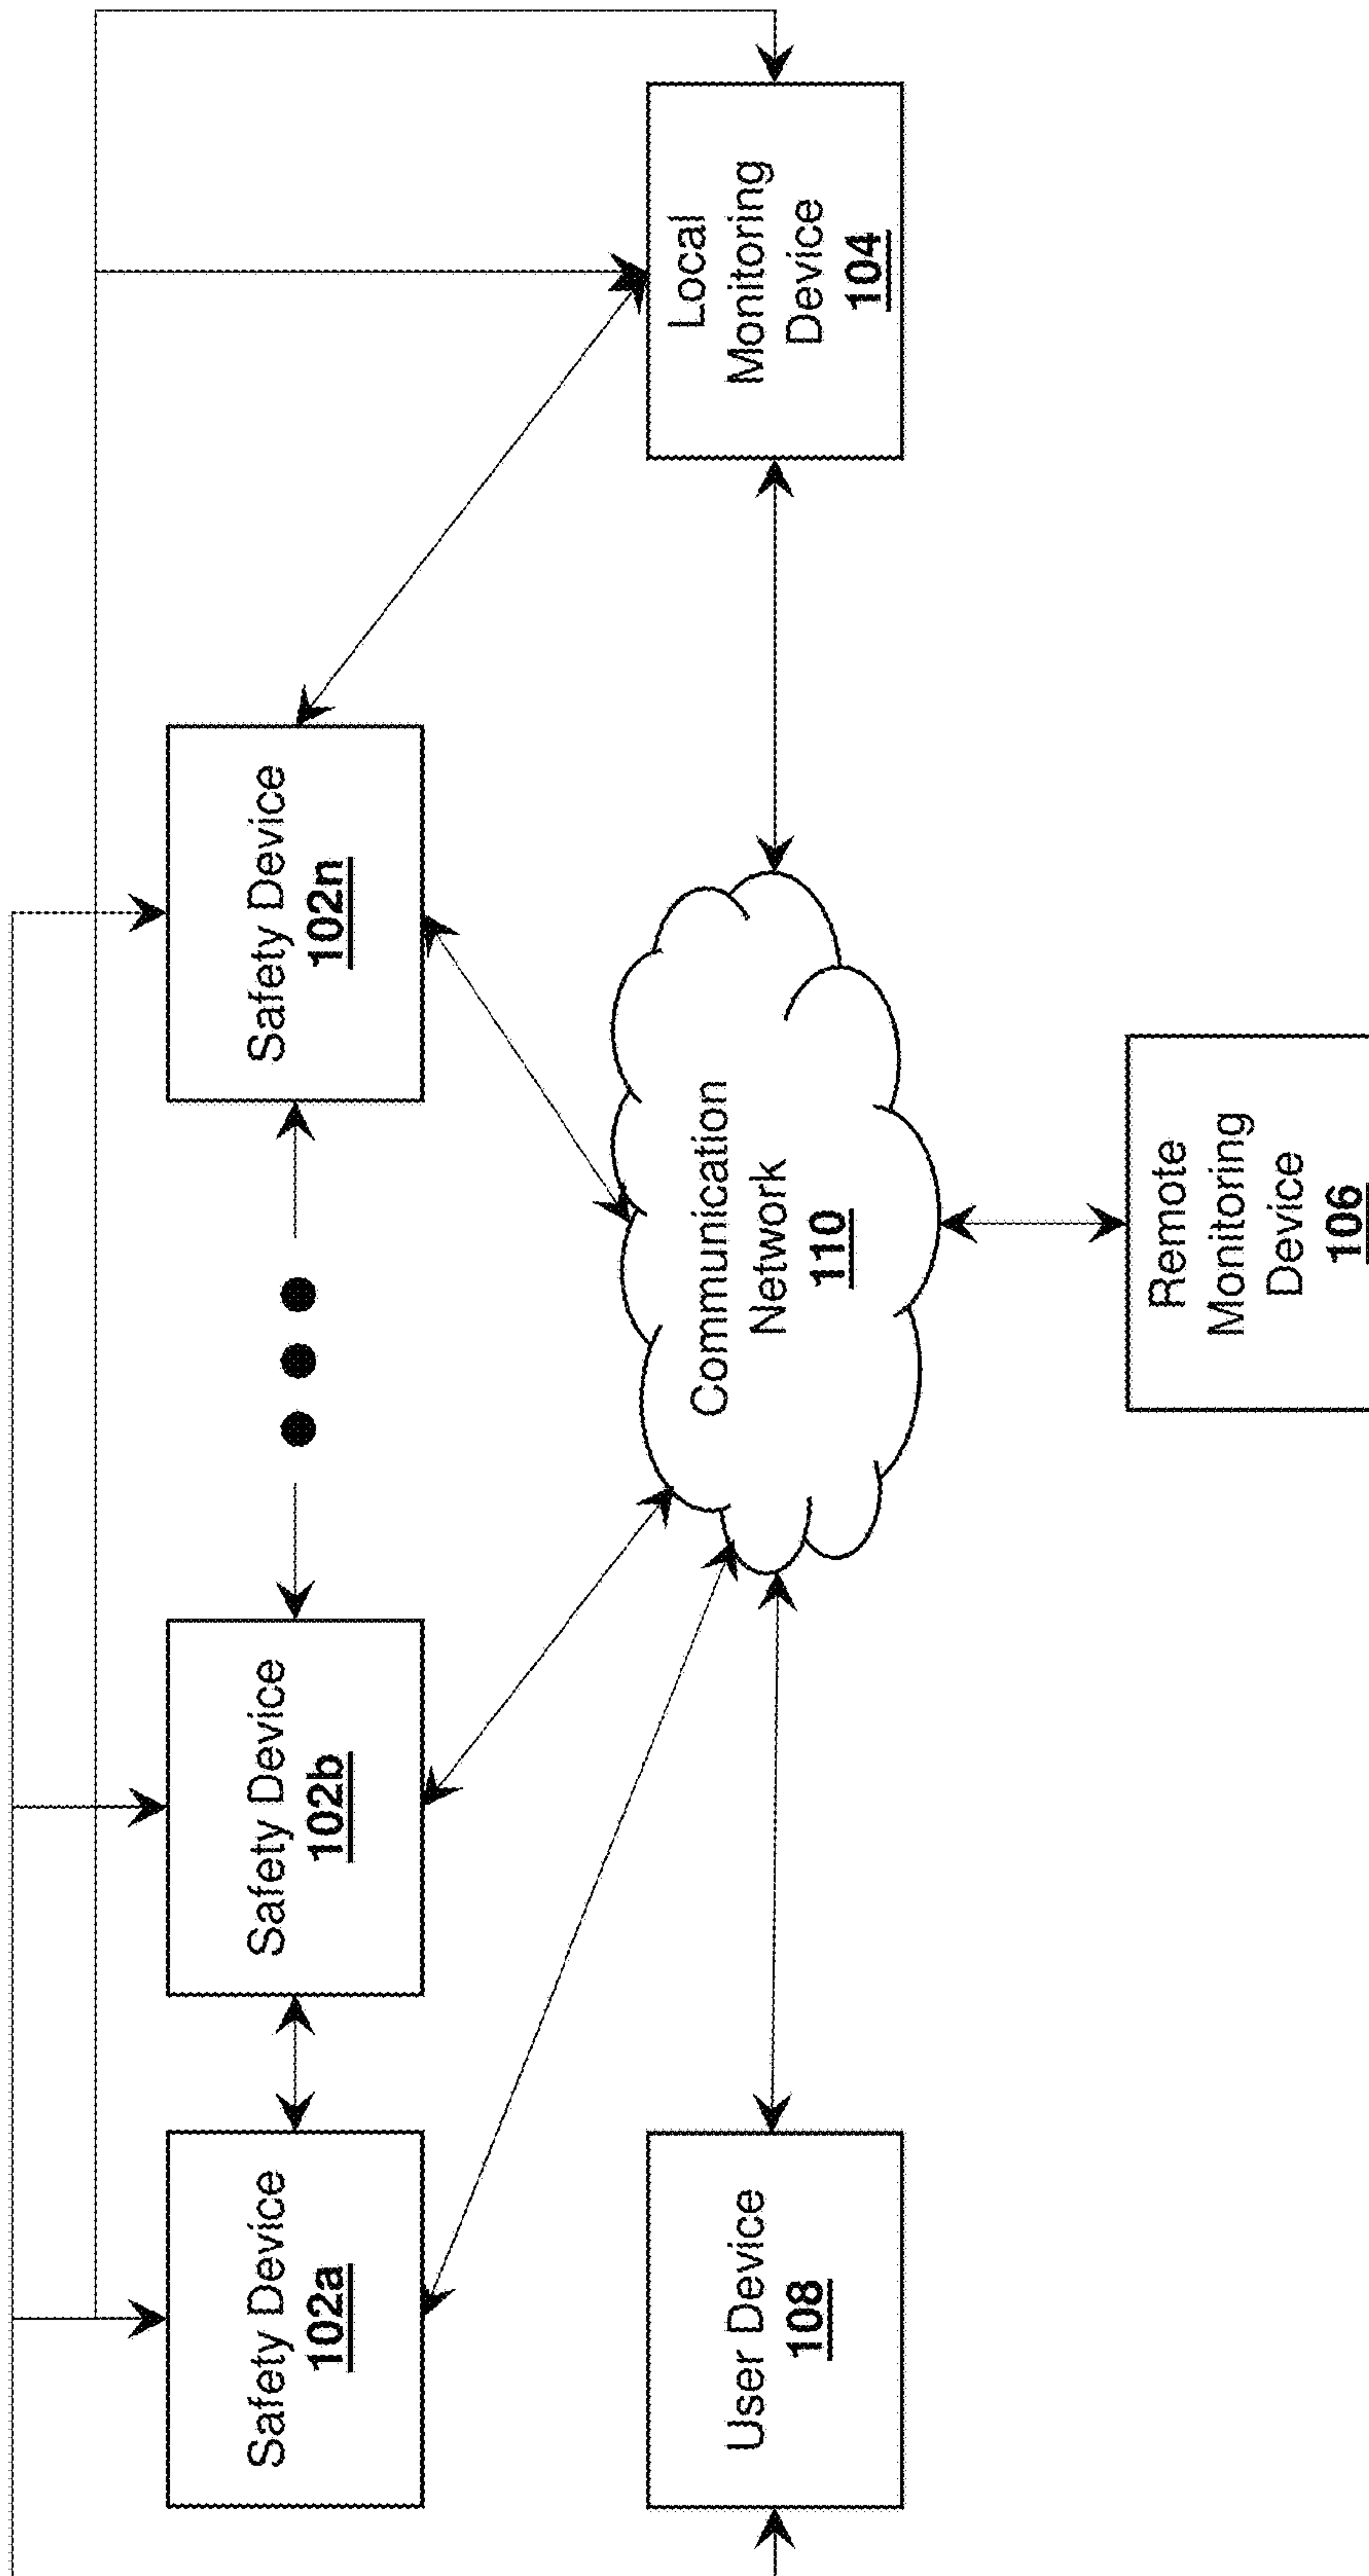 Safety Device
102a
Safety Device
102b
Safety Device
102n
User Device
108
Communication
Network
110
Local
Monitoring
Device
104
Remote
Monitoring
Device
106